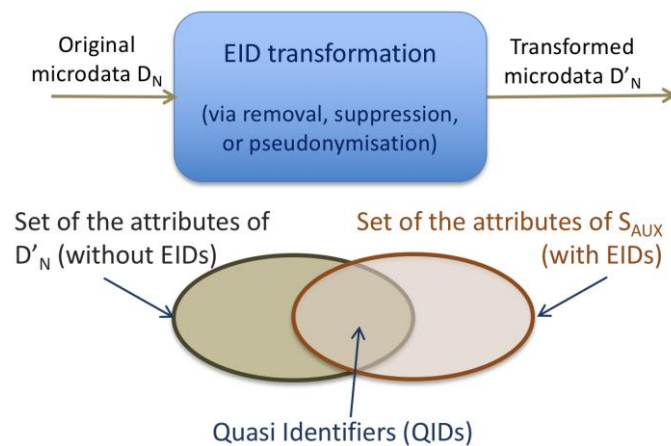 Original
microdata D_N
EID transformation
(via removal, suppression,
or pseudonymisation)
Transformed
microdata D'_N
Set of the attributes of
D'_N (without EIDs)
Set of the attributes of S_AUX
(with EIDs)
Quasi Identifiers (QIDs)